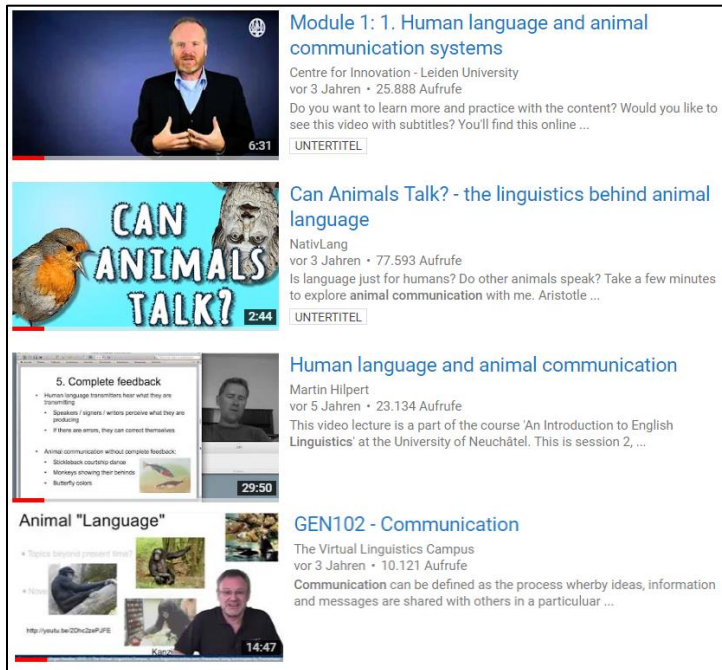 Module 1: 1. Human language and animal
communication systems
Centre for Innovation - Leiden University
vor 3 Jahren • 25.888 Aufrufe
Do you want to learn more and practice with the content? Would you like to
see this video with subtitles? You'll find this online ...
UNTERTITEL
6:31
CAN
ANIMALS
TALK?
2:44
Can Animals Talk? - the linguistics behind animal
language
NativLang
vor 3 Jahren • 77.593 Aufrufe
Is language just for humans? Do other animals speak? Take a few minutes
to explore animal communication with me. Aristotle ...
UNTERTITEL
5. Complete feedback
• Human language transmitters hear what they are
transmitting
• Speakers / signers / writers perceive what they are
producing
• If there are errors, they can correct themselves
• Animal communication without complete feedback:
• Stickleback courtship dance
• Monkeys showing their behinds
• Butterfly colors
29:50
Human language and animal communication
Martin Hilpert
vor 5 Jahren • 23.134 Aufrufe
This video lecture is a part of the course 'An Introduction to English
Linguistics' at the University of Neuchâtel. This is session 2, ...
Animal "Language"
• Topics beyond present time?
http://youtu.be/2Dhc2zePJFE
Kanzi
14:47
GEN102 - Communication
The Virtual Linguistics Campus
vor 3 Jahren • 10.121 Aufrufe
Communication can be defined as the process wherby ideas, information
and messages are shared with others in a particuluar ...